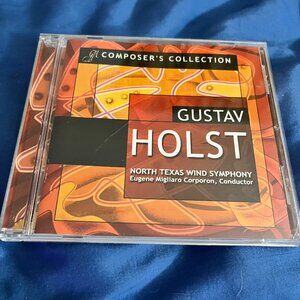 COMPOSER'S COLLECTION
GUSTAV
HOLST
NORTH TEXAS WIND SYMPHONY
Eugene Migliaro Corporon, Conductor